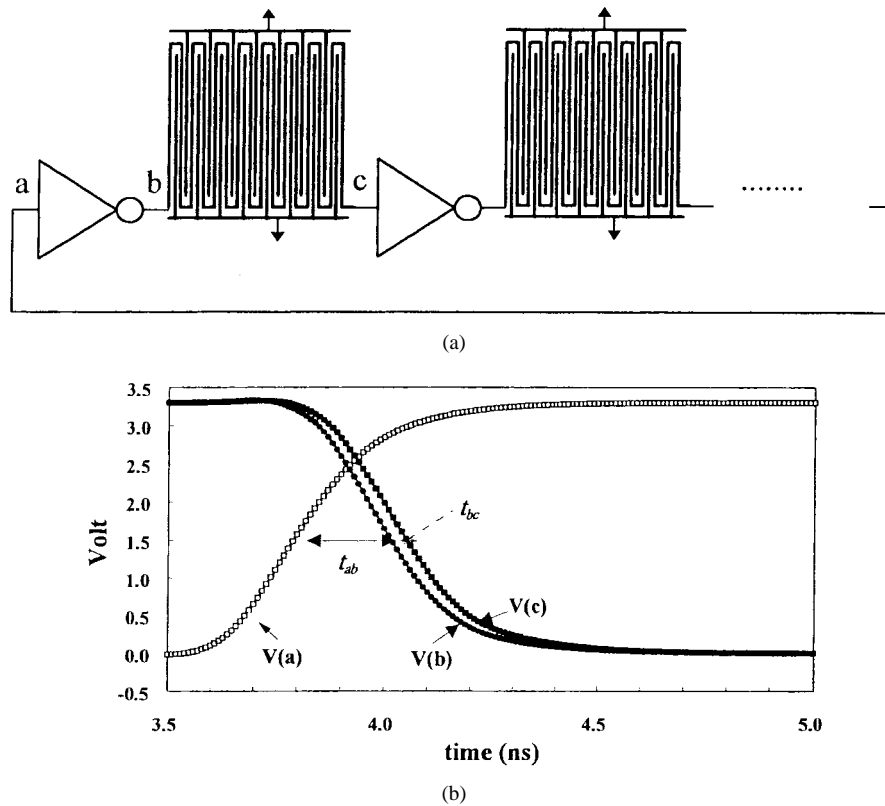 a
b
c
........
(a)
3.5
3.0
2.5
2.0
1.5
1.0
0.5
0.0
-0.5
Volt
t_bc
t_ab
V(a)
V(b)
V(c)
3.5 4.0 4.5 5.0
time (ns)
(b)